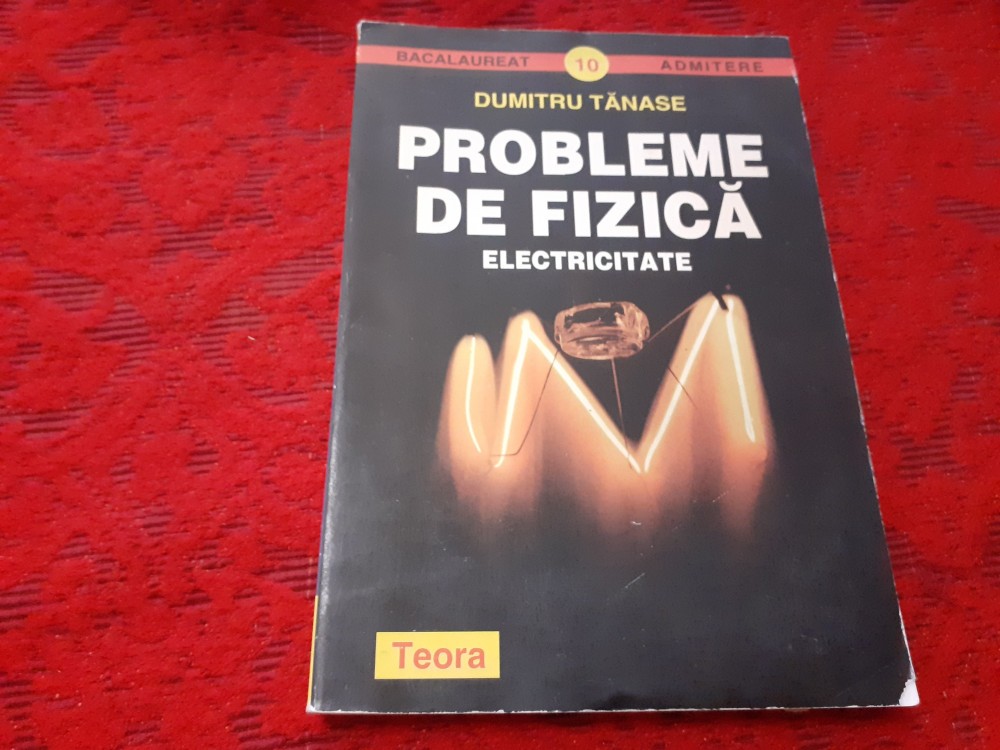 BACALAUREAT 10 ADMITERE
DUMITRU TĂNASE
PROBLEME
DE FIZICĂ
ELECTRICITATE
Teora